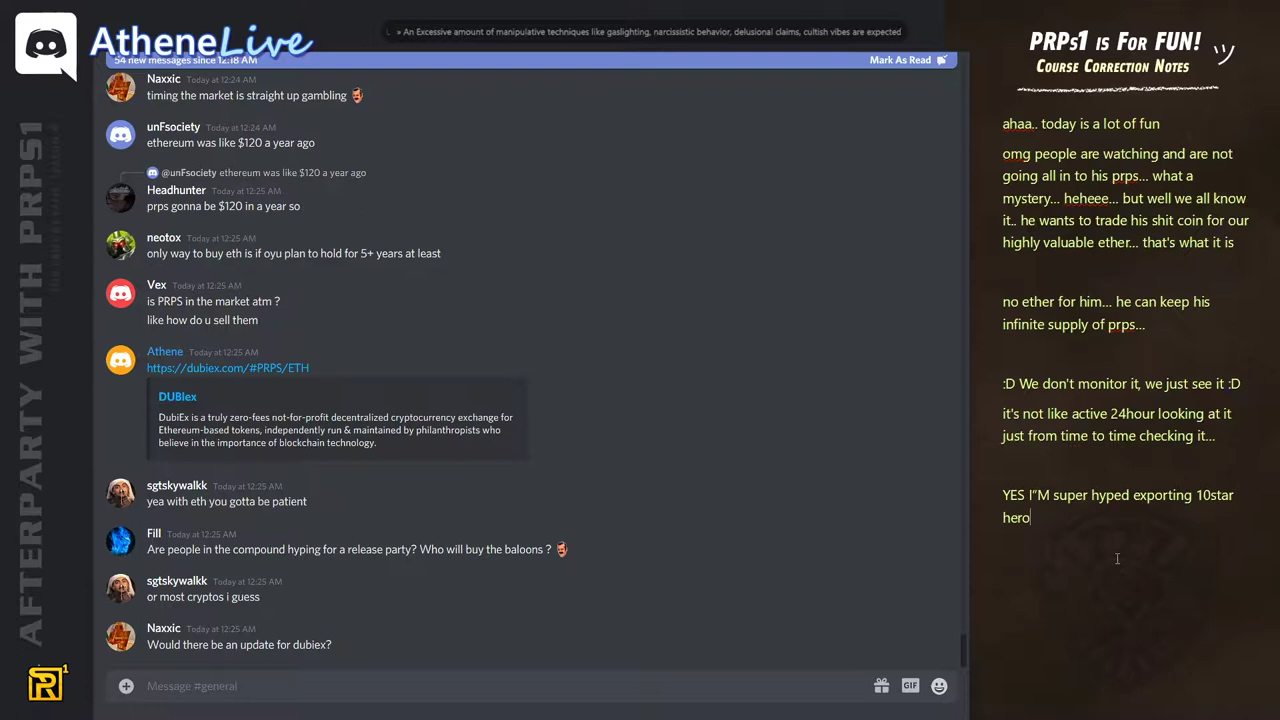 AtheneLive
» An Excessive amount of manipulative techniques like gaslighting, narcissistic behavior, delusional claims, cultish vibes are expected
54 new messages since 12:18 AM
Mark As Read
Naxxic Today at 12:24 AM
timing the market is straight up gambling
unFsociety Today at 12:24 AM
ethereum was like $120 a year ago
@unFsociety ethereum was like $120 a year ago
Headhunter Today at 12:25 AM
prps gonna be $120 in a year so
neotox Today at 12:25 AM
only way to buy eth is if oyu plan to hold for 5+ years at least
Vex Today at 12:25 AM
is PRPS in the market atm ?
like how do u sell them
Athene Today at 12:25 AM
https://dubiex.com/#PRPS/ETH
DUBIex
DubiEx is a truly zero-fees not-for-profit decentralized cryptocurrency exchange for
Ethereum-based tokens, independently run & maintained by philanthropists who
believe in the importance of blockchain technology.
sgtskywalkk Today at 12:25 AM
yea with eth you gotta be patient
Fill Today at 12:25 AM
Are people in the compound hyping for a release party? Who will buy the baloons ?
sgtskywalkk Today at 12:25 AM
or most cryptos i guess
Naxxic Today at 12:25 AM
Would there be an update for dubiex?
Message #general
GIF
AFTERPARTY WITH PRPS1
PRPS1 IS FOR FUN!
COURSE CORRECTION NOTES
ahaa.. today is a lot of fun
omg people are watching and are not
going all in to his prps... what a
mystery... heheee... but well we all know
it.. he wants to trade his shit coin for our
highly valuable ether... that's what it is
no ether for him... he can keep his
infinite supply of prps...
:D We don't monitor it, we just see it :D
it's not like active 24hour looking at it
just from time to time checking it...
YES I"M super hyped exporting 10star
hero